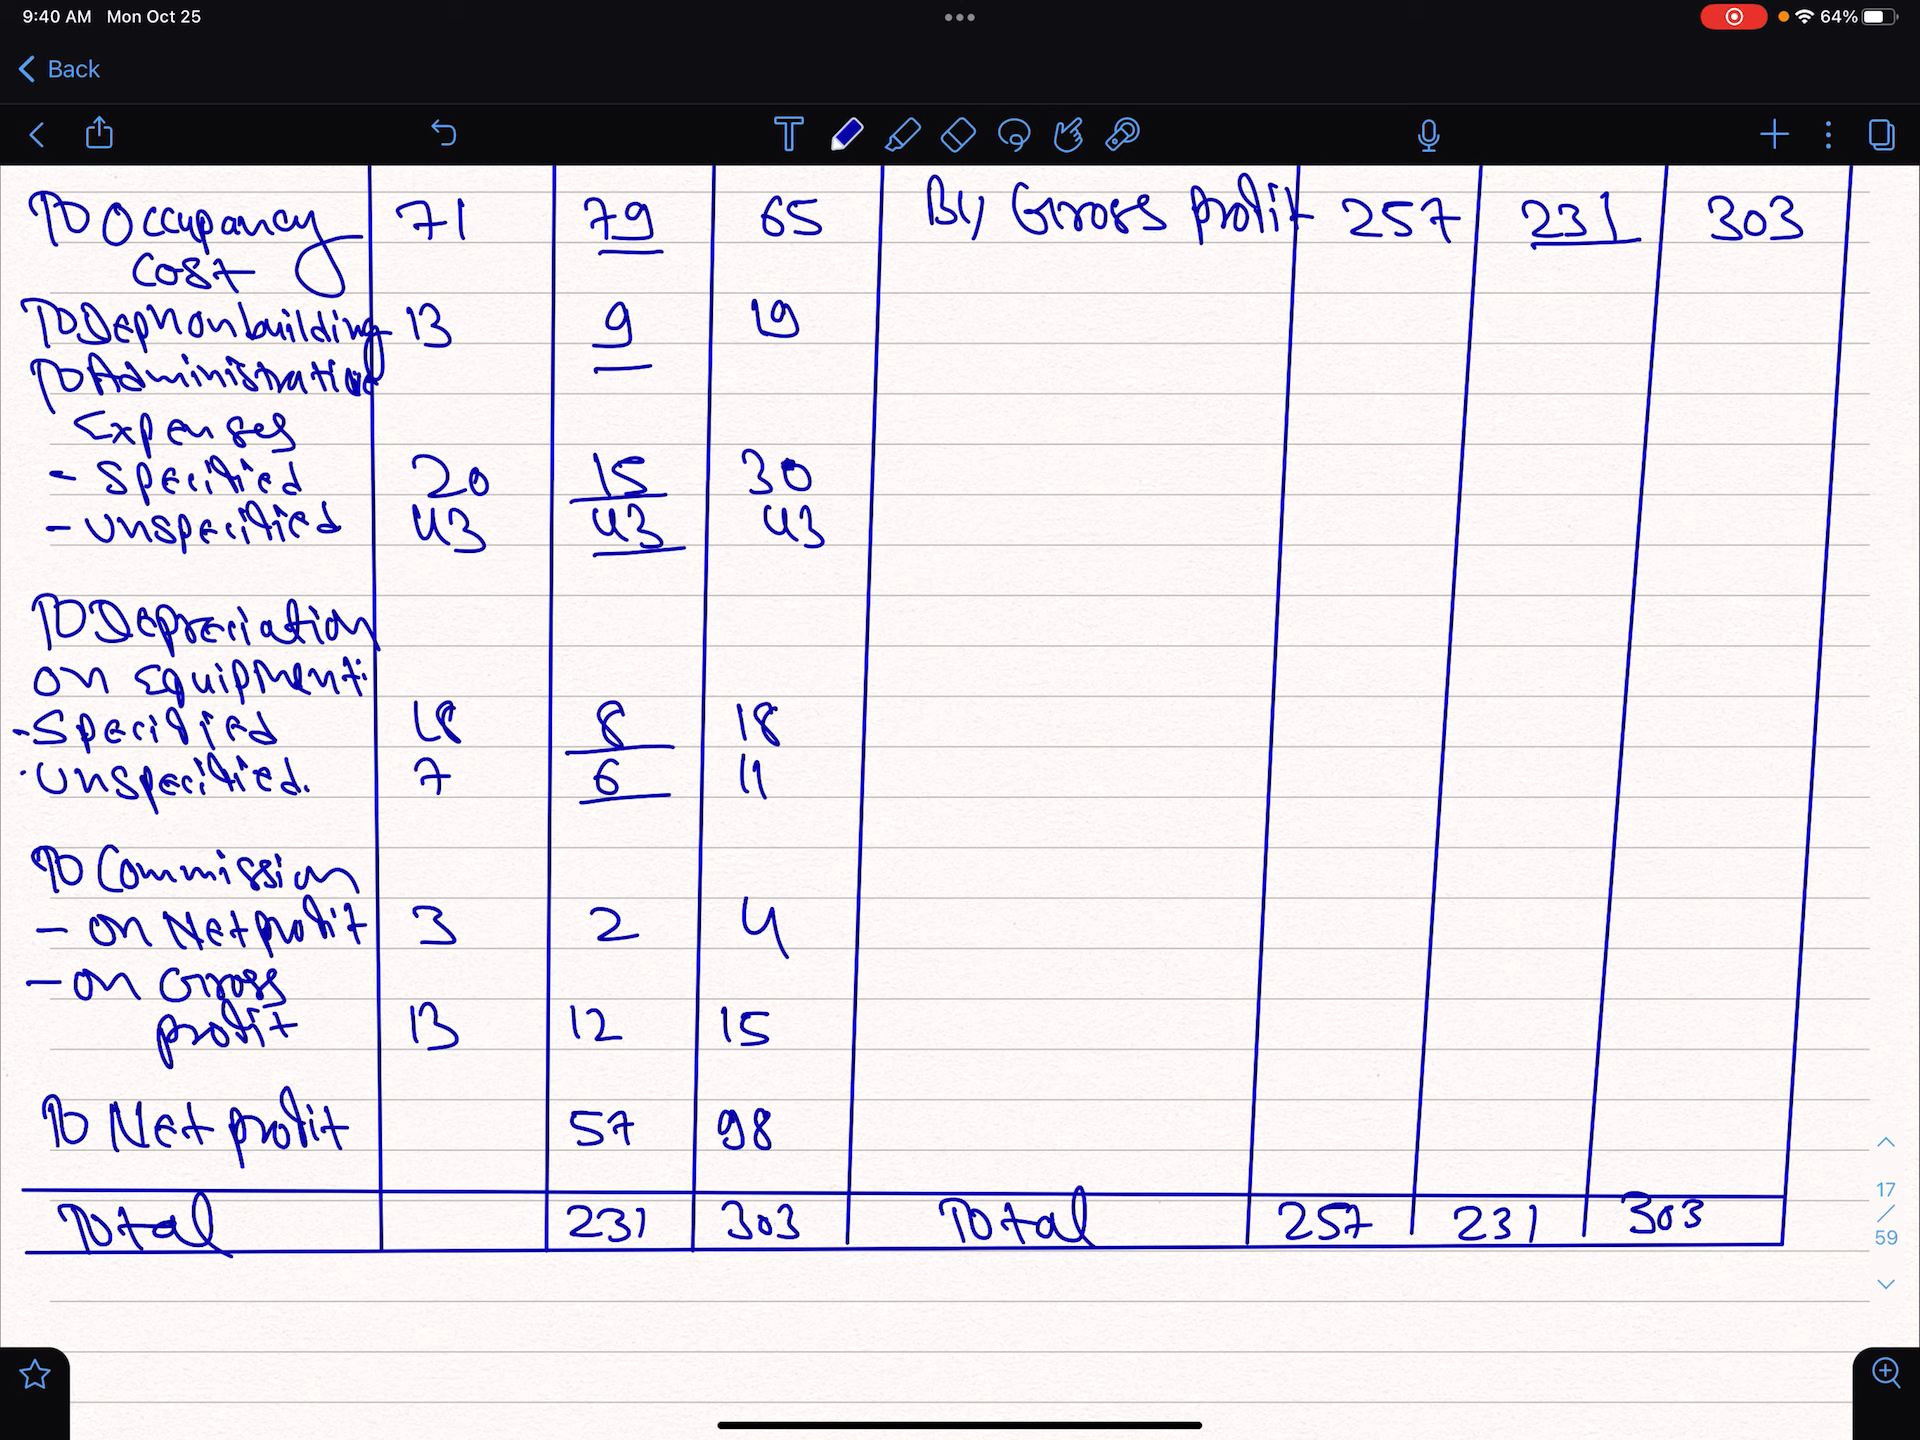 9:40 AM Mon Oct 25
64%
Back
T
To Occupancy 71 79 65 By Gross profit 257 231 303
Cost
To Depn on building 13 9 19
To Administration
Expenses
- Specified 20 15 30
- Unspecified 43 43 43
To Depreciation
on Equipment:
- Specified 18 8 18
- Unspecified. 7 6 11
To Commission
- on Net profit 3 2 4
- on Gross
profit 13 12 15
To Net profit 57 98
Total 231 303 Total 257 231 303
17
/
59